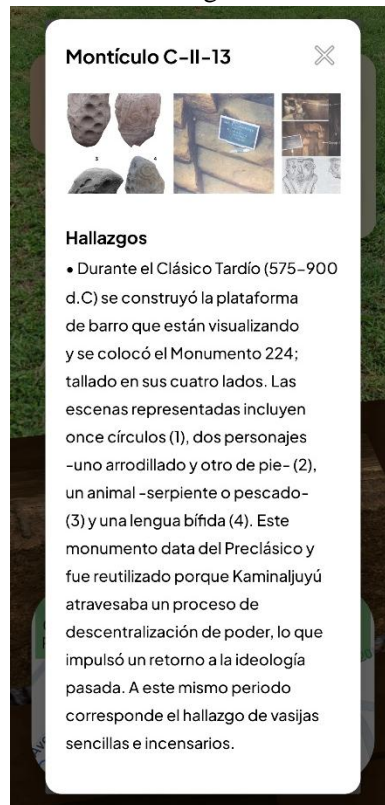 Montículo C-II-13
3
4
Hallazgos
• Durante el Clásico Tardío (575-900
d.C) se construyó la plataforma
de barro que están visualizando
y se colocó el Monumento 224;
tallado en sus cuatro lados. Las
escenas representadas incluyen
once círculos (1), dos personajes
-uno arrodillado y otro de pie- (2),
un animal -serpiente o pescado-
(3) y una lengua bífida (4). Este
monumento data del Preclásico y
fue reutilizado porque Kaminaljuyú
atravesaba un proceso de
descentralización de poder, lo que
impulsó un retorno a la ideología
pasada. A este mismo periodo
corresponde el hallazgo de vasijas
sencillas e incensarios.